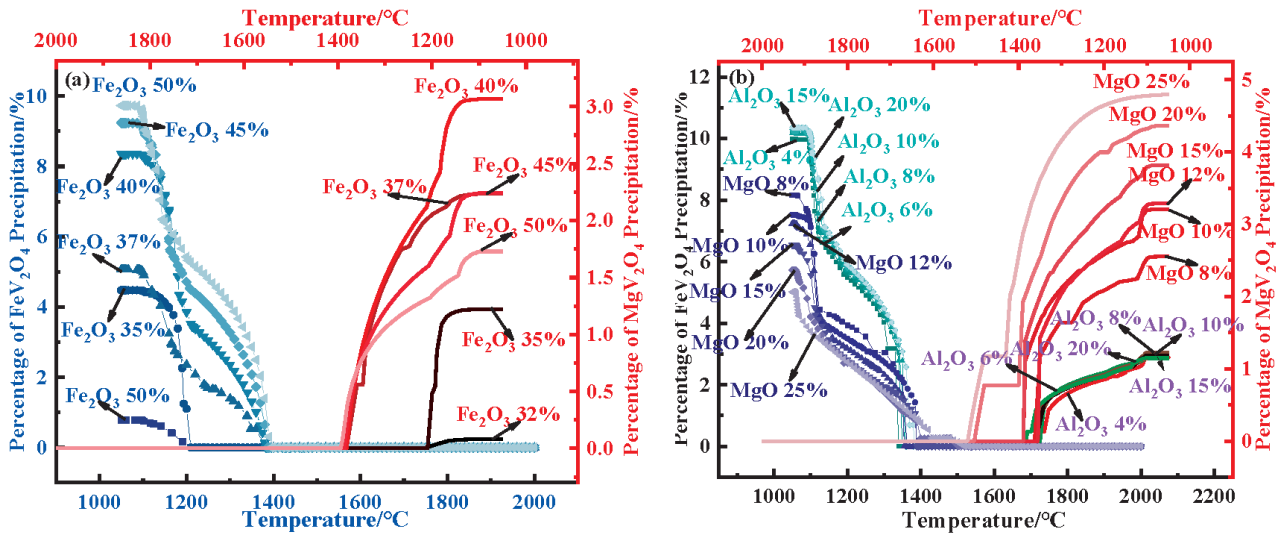 Temperature/°C
2000 1800 1600 1400 1200 1000
(a)
Percentage of FeV2O4 Precipitation/%
10
8
6
4
2
0
Fe2O3 50%
Fe2O3 45%
Fe2O3 40%
Fe2O3 37%
Fe2O3 35%
Fe2O3 50%
Fe2O3 40%
Fe2O3 45%
37%
Fe2O3
Fe2O3 50%
Fe2O3 35%
Fe2O3 32%
3.0
2.5
2.0
1.5
1.0
0.5
0.0
Percentage of MgV2O4 Precipitation/%
1000 1200 1400 1600 1800 2000
Temperature/°C
Temperature/°C
2000 1900 1800 1700 1600 1500 1400 1300 1200 1100 1050
(b)
Percentage of FeV2O4 Precipitation/%
12
10
8
6
4
2
0
Al2O3 15%
Al2O3 20%
Al2O3 10%
Al2O3 4%
Al2O3 8%
Al2O3 6%
MgO 8%
MgO 10%
MgO 12%
MgO 15%
MgO 20%
MgO 25%
MgO 25%
MgO 20%
MgO 15%
MgO 12%
MgO 10%
MgO 8%
Al2O3 8%
Al2O3 10%
Al2O3 6%
Al2O3 20%
Al2O3 15%
Al2O3 4%
5
4
3
2
1
0
Percentage of MgV2O4 Precipitation/%
1000 1200 1400 1600 1800 2000 2200
Temperature/°C